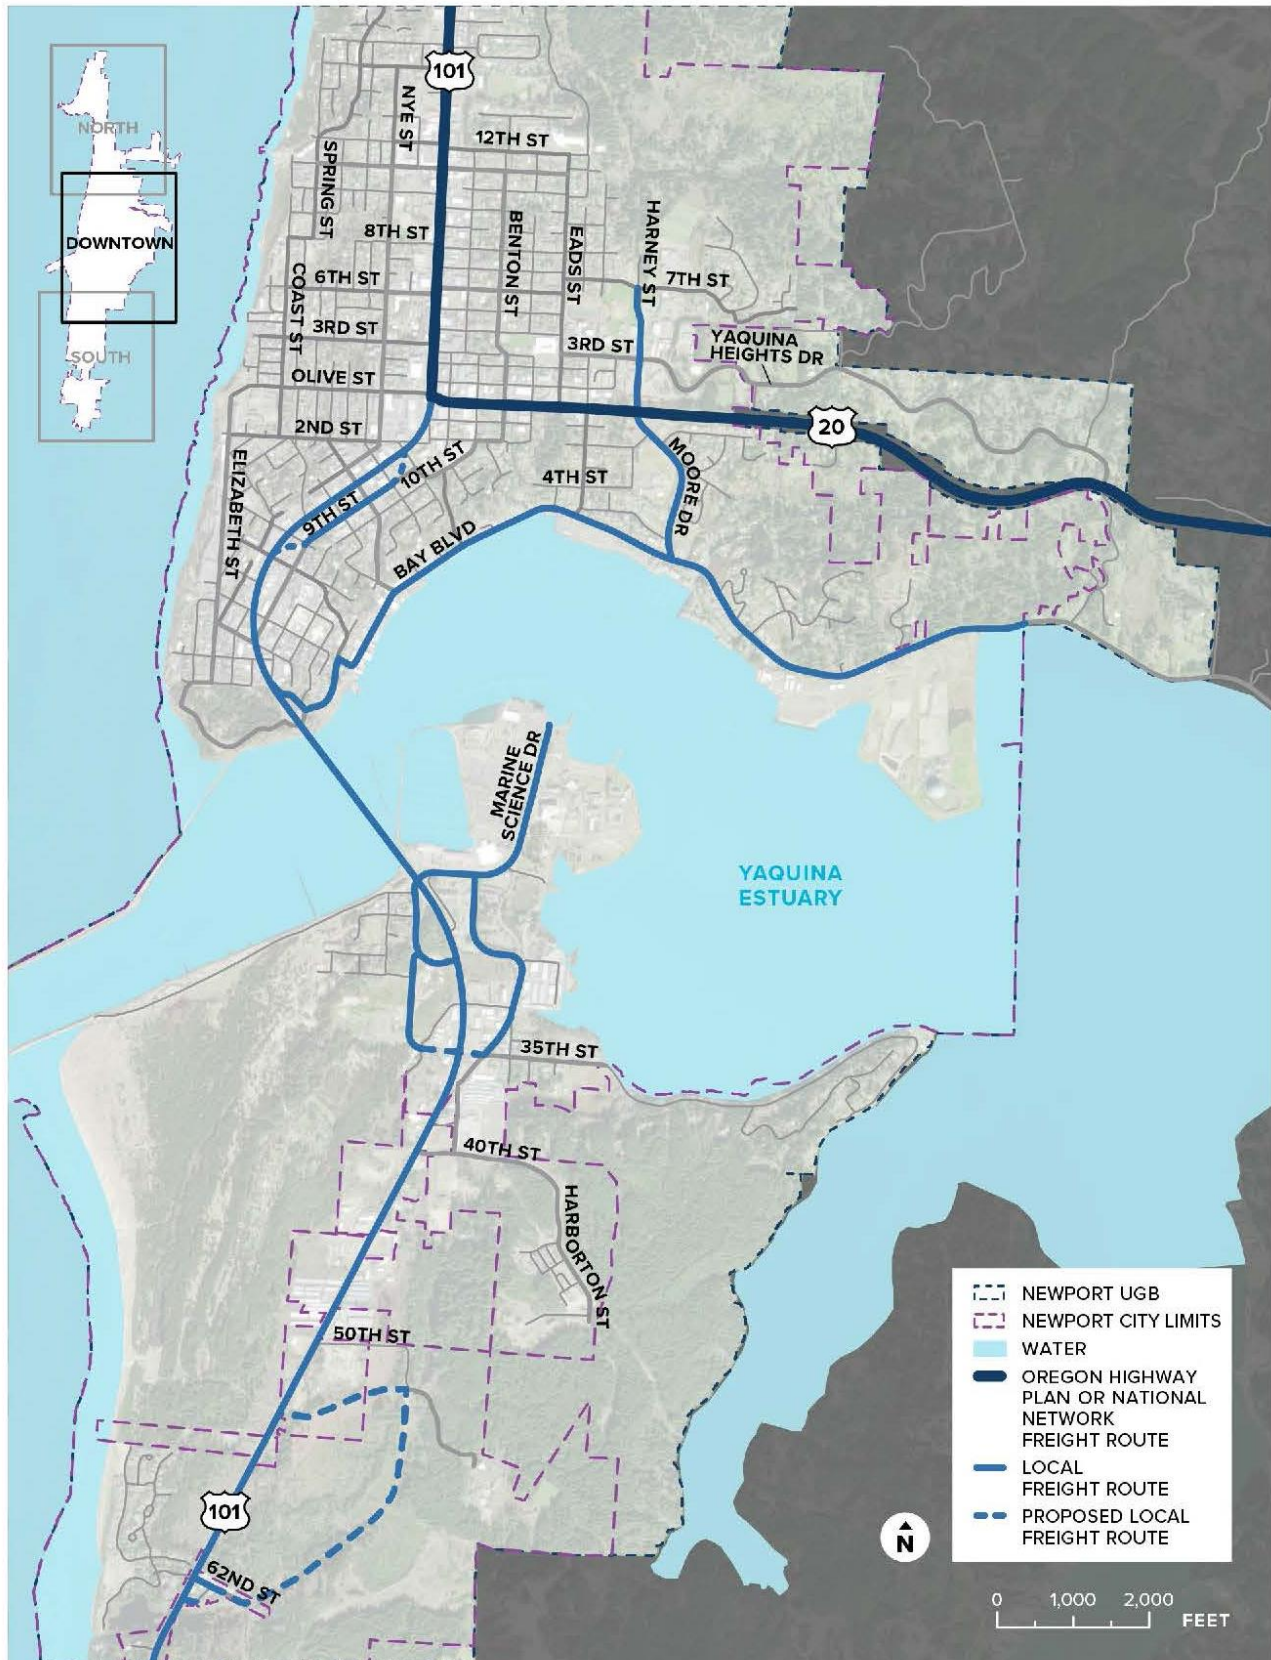 NORTH
DOWNTOWN
SOUTH
101
NYE ST
12TH ST
SPRING ST
8TH ST
BENTON ST
EADS ST
HARNEY ST
7TH ST
COAST ST
6TH ST
3RD ST
3RD ST
YAQUINA
HEIGHTS DR
OLIVE ST
20
2ND ST
ELIZABETH ST
10TH ST
MOORE DR
4TH ST
9TH ST
BAY BLVD
MARINE
SCIENCE DR
YAQUINA
ESTUARY
35TH ST
40TH ST
HARBORTON ST
50TH ST
101
62ND ST
NEWPORT UGB
NEWPORT CITY LIMITS
WATER
OREGON HIGHWAY
PLAN OR NATIONAL
NETWORK
FREIGHT ROUTE
LOCAL
FREIGHT ROUTE
PROPOSED LOCAL
FREIGHT ROUTE
N
0 1,000 2,000
FEET